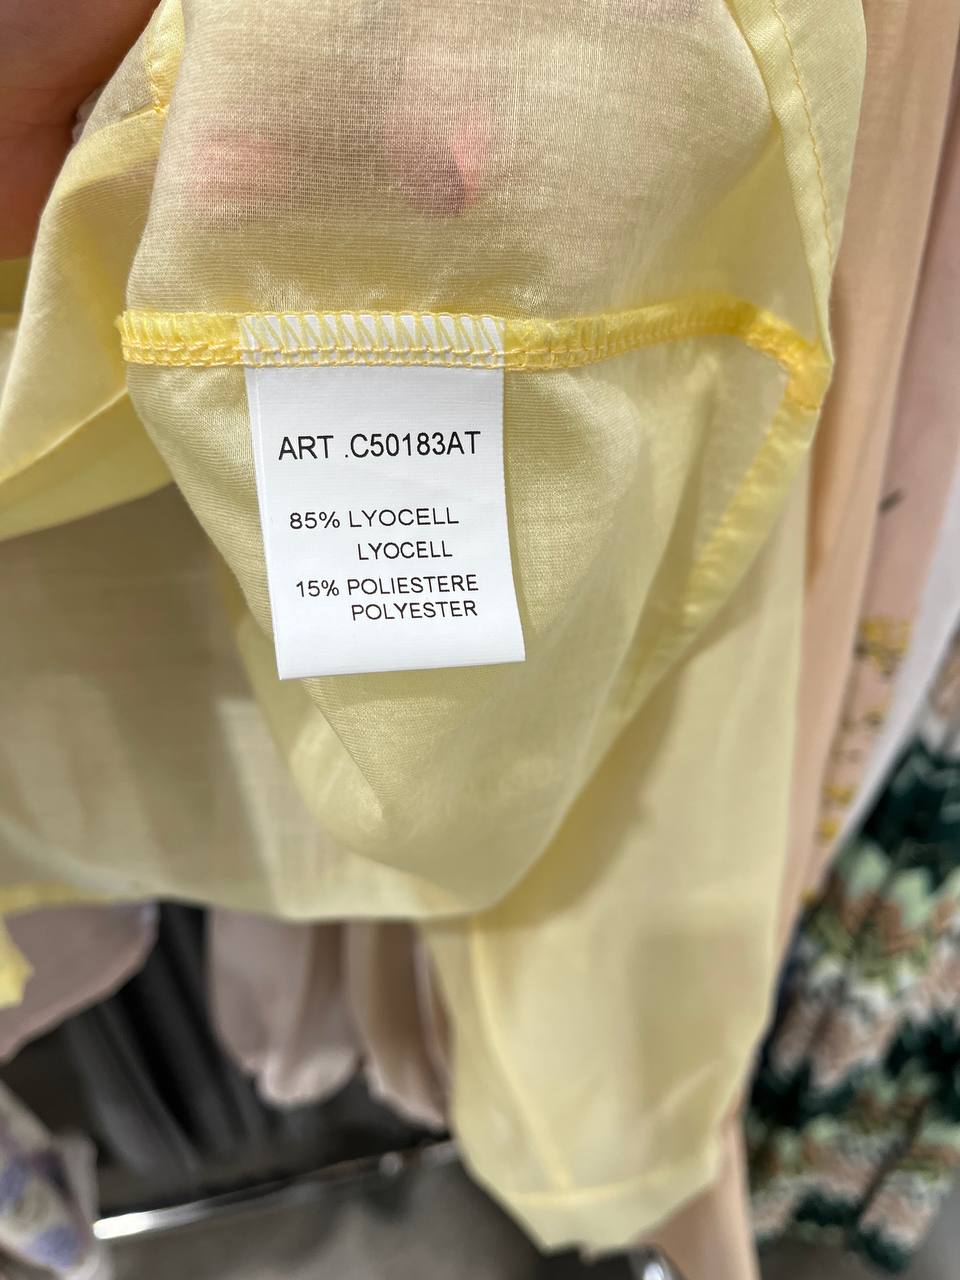 ART .C50183AT
85% LYOCELL
LYOCELL
15% POLIESTERE
POLYESTER